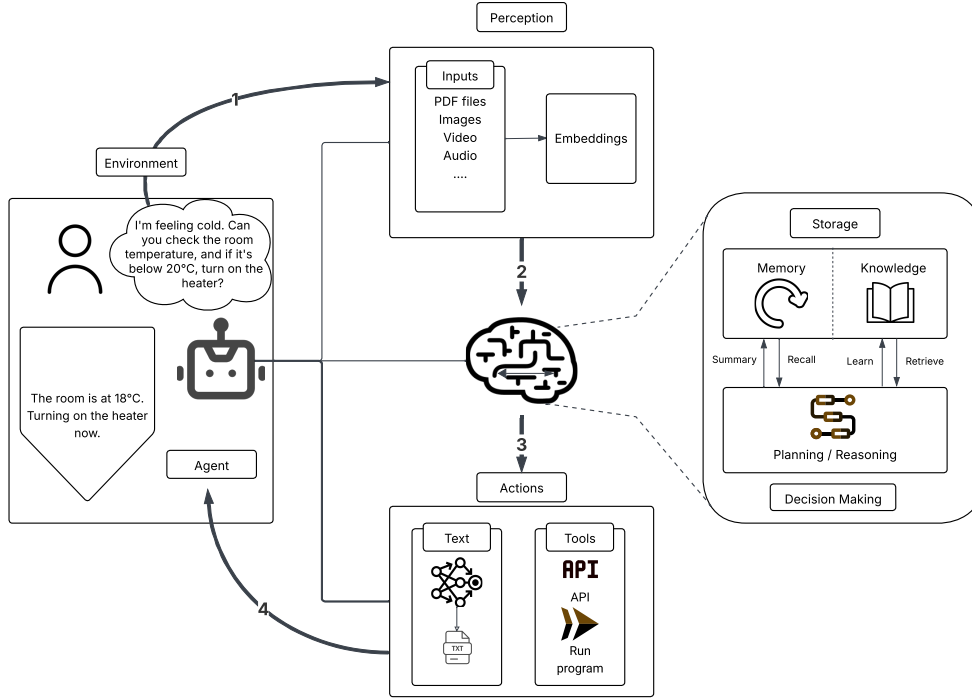 Perception
Inputs
PDF files
Images
Video
Audio
....
Embeddings
1
Environment
I'm feeling cold. Can
you check the room
temperature, and if it's
below 20°C, turn on the
heater?
The room is at 18°C.
Turning on the heater
now.
Agent
2
3
4
Storage
Memory
Knowledge
Summary
Recall
Learn
Retrieve
Planning / Reasoning
Decision Making
Actions
Text
TXT
Tools
API
API
Run
program